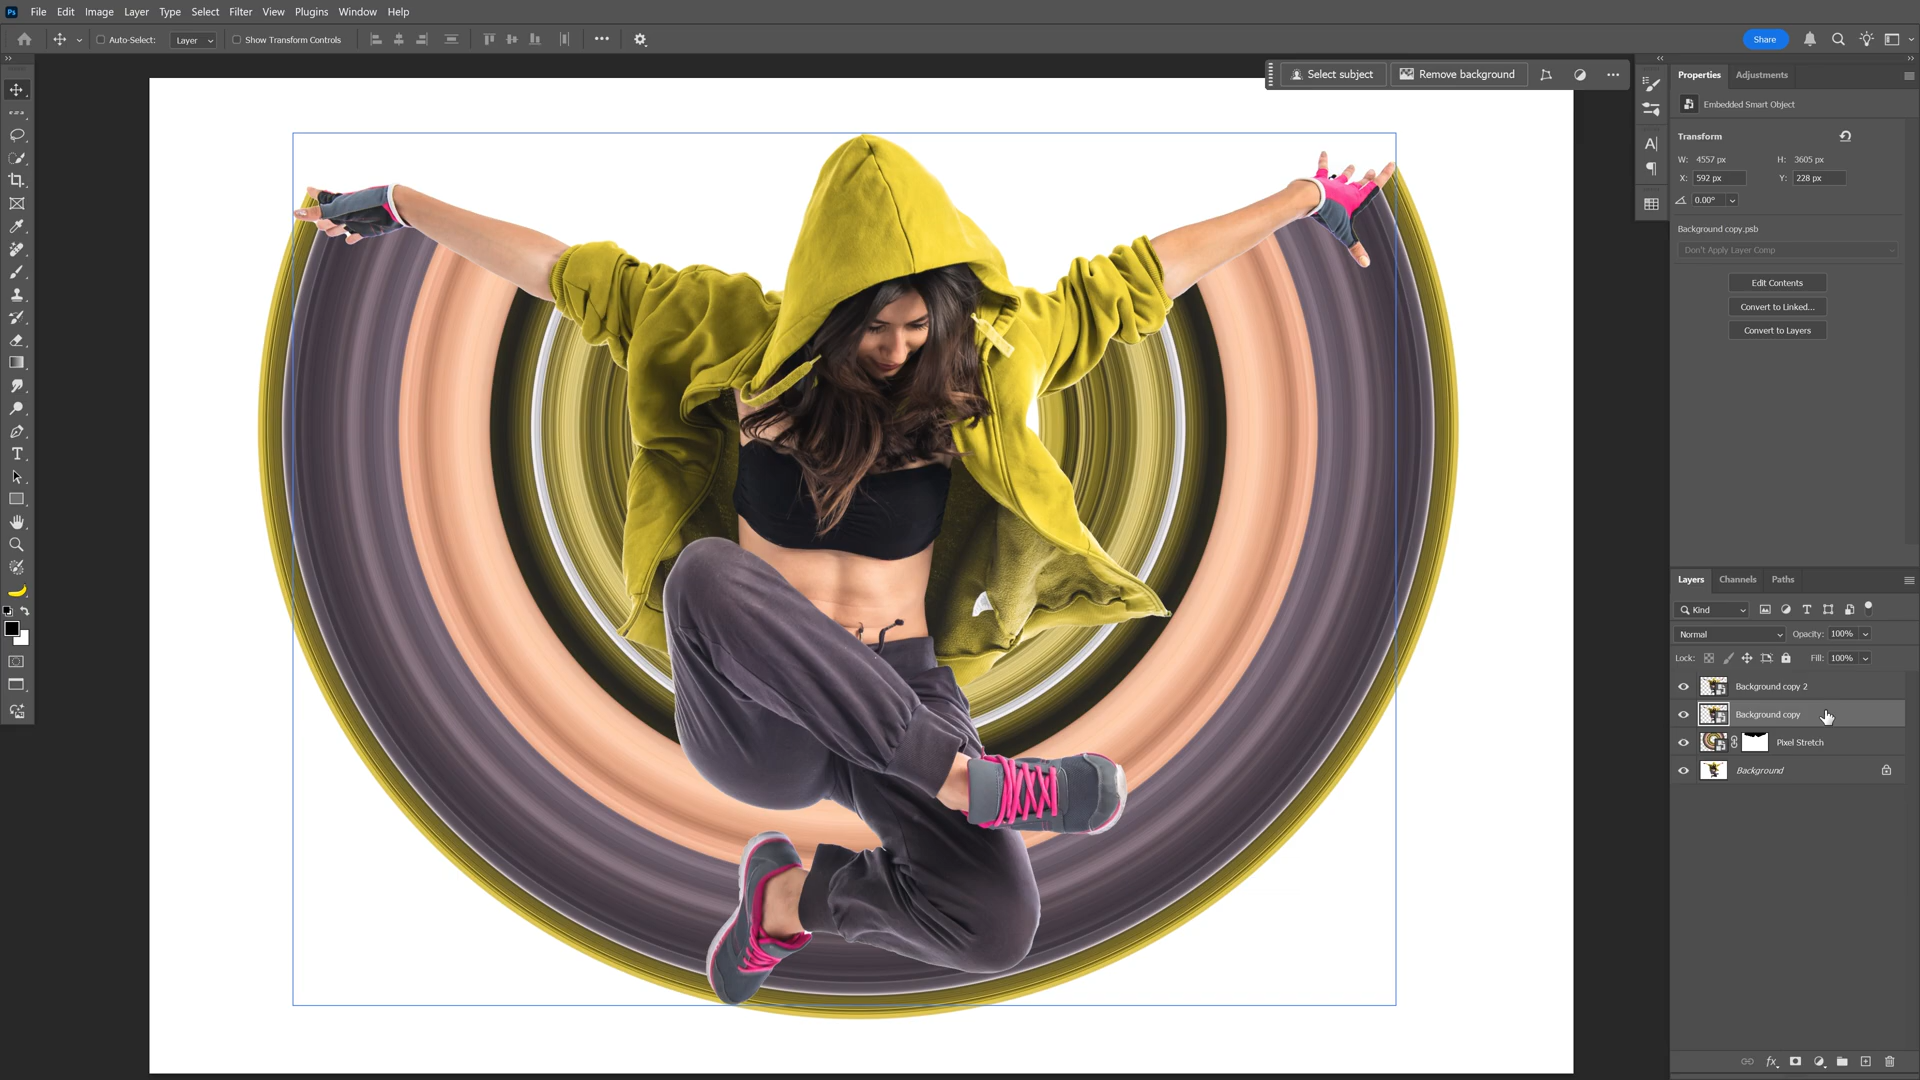 Ps File Edit Image Layer Type Select Filter View Plugins Window Help
Auto-Select: Layer Show Transform Controls Share
Select subject Remove background
Properties Adjustments
Embedded Smart Object
Transform
W: 4557 px H: 3605 px
X: 592 px Y: 228 px
0.00°
Background copy.psb
Don't Apply Layer Comp
Edit Contents
Convert to Linked...
Convert to Layers
Layers Channels Paths
Kind
Normal Opacity: 100%
Lock: Fill: 100%
Background copy 2
Background copy
Pixel Stretch
Background